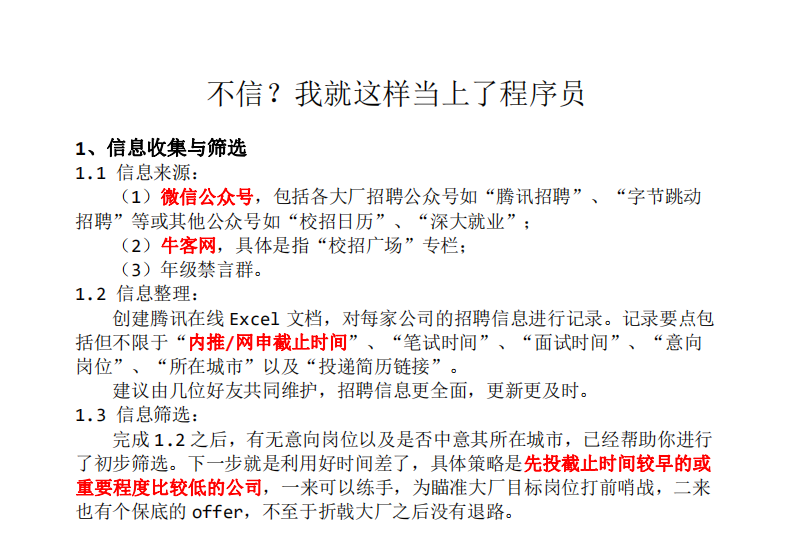 不信？我就这样当上了程序员
1、信息收集与筛选
1.1 信息来源：
（1）微信公众号，包括各大厂招聘公众号如“腾讯招聘”、“字节跳动
招聘”等或其他公众号如“校招日历”、“深大就业”；
（2）牛客网，具体是指“校招广场”专栏；
（3）年级禁言群。
1.2 信息整理：
创建腾讯在线 Excel 文档，对每家公司的招聘信息进行记录。记录要点包
括但不限于“内推/网申截止时间”、“笔试时间”、“面试时间”、“意向
岗位”、“所在城市”以及“投递简历链接”。
建议由几位好友共同维护，招聘信息更全面，更新更及时。
1.3 信息筛选：
完成 1.2 之后，有无意向岗位以及是否中意其所在城市，已经帮助你进行
了初步筛选。下一步就是利用好时间差了，具体策略是先投截止时间较早的或
重要程度比较低的公司，一来可以练手，为瞄准大厂目标岗位打前哨战，二来
也有个保底的 offer，不至于折戟大厂之后没有退路。